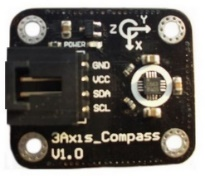 Y
Z
X
POWER
GND
VCC
SDA
SCL
3Axis_Compass
V1.0